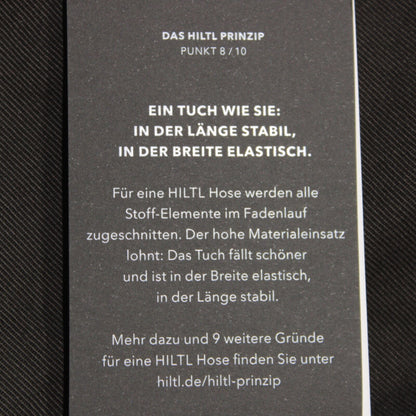 DAS HILTL PRINZIP
PUNKT 8 / 10
EIN TUCH WIE SIE:
IN DER LÄNGE STABIL,
IN DER BREITE ELASTISCH.
Für eine HILTL Hose werden alle
Stoff-Elemente im Fadenlauf
zugeschnitten. Der hohe Materialeinsatz
lohnt: Das Tuch fällt schöner
und ist in der Breite elastisch,
in der Länge stabil.
Mehr dazu und 9 weitere Gründe
für eine HILTL Hose finden Sie unter
hiltl.de/hiltl-prinzip